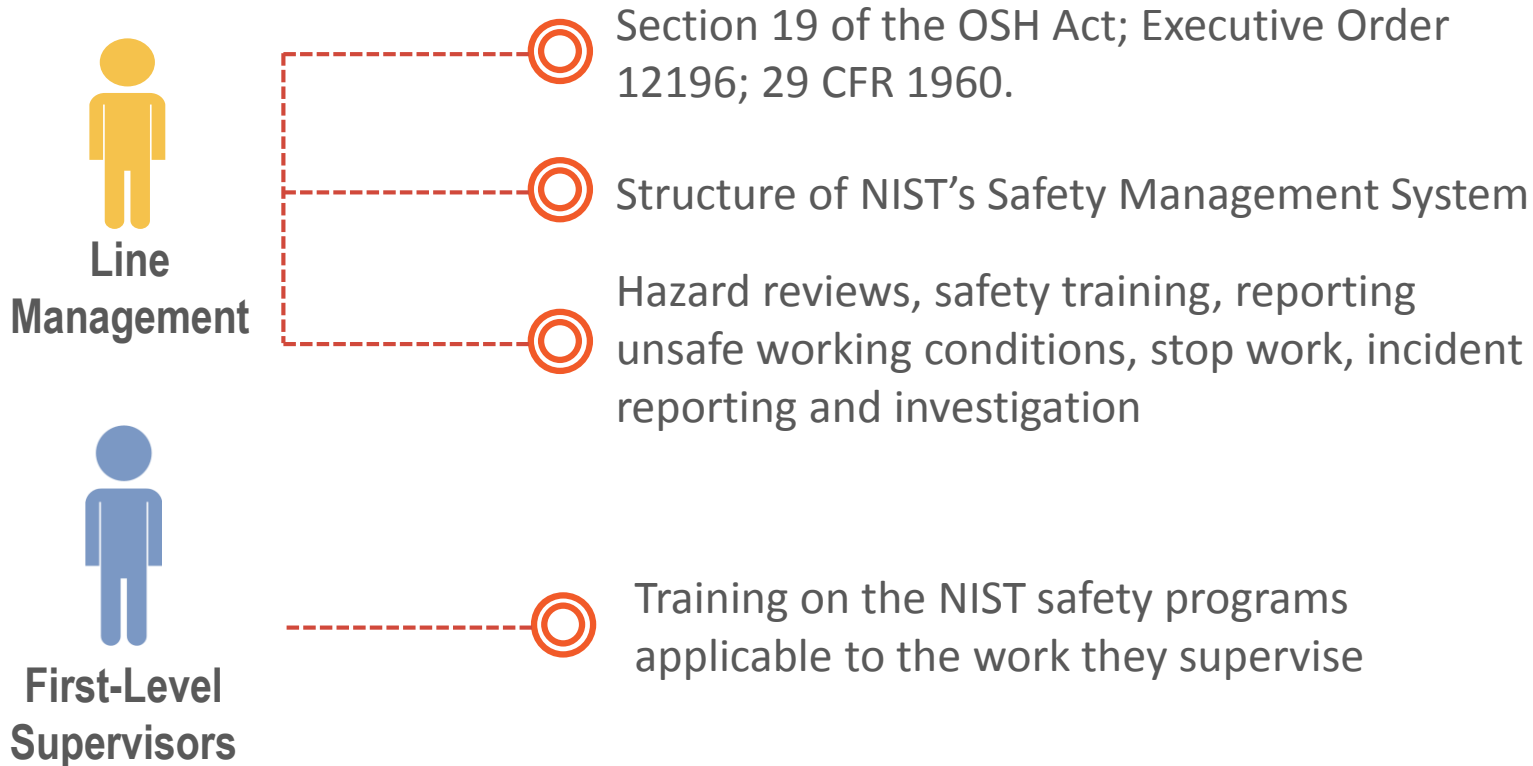 Line
Management
Section 19 of the OSH Act; Executive Order
12196; 29 CFR 1960.
Structure of NIST’s Safety Management System
Hazard reviews, safety training, reporting
unsafe working conditions, stop work, incident
reporting and investigation
First-Level
Supervisors
Training on the NIST safety programs
applicable to the work they supervise